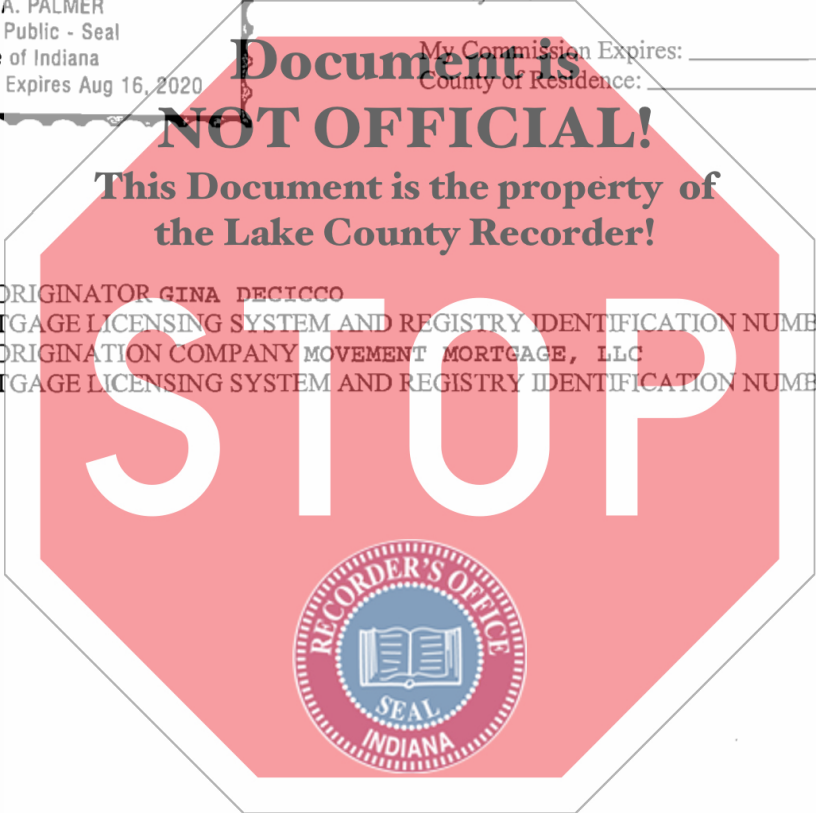 A. PALMER
Public - Seal
of Indiana
Expires Aug 16, 2020
My Commission Expires:
County of Residence:
Document is
NOT OFFICIAL!
This Document is the property of
the Lake County Recorder!
ORIGINATOR GINA DECICCO
TGAGE LICENSING SYSTEM AND REGISTRY IDENTIFICATION NUMB
ORIGINATION COMPANY MOVEMENT MORTGAGE, LLC
TGAGE LICENSING SYSTEM AND REGISTRY IDENTIFICATION NUMB
STOP
RECORDER'S OFFICE
SEAL
INDIANA